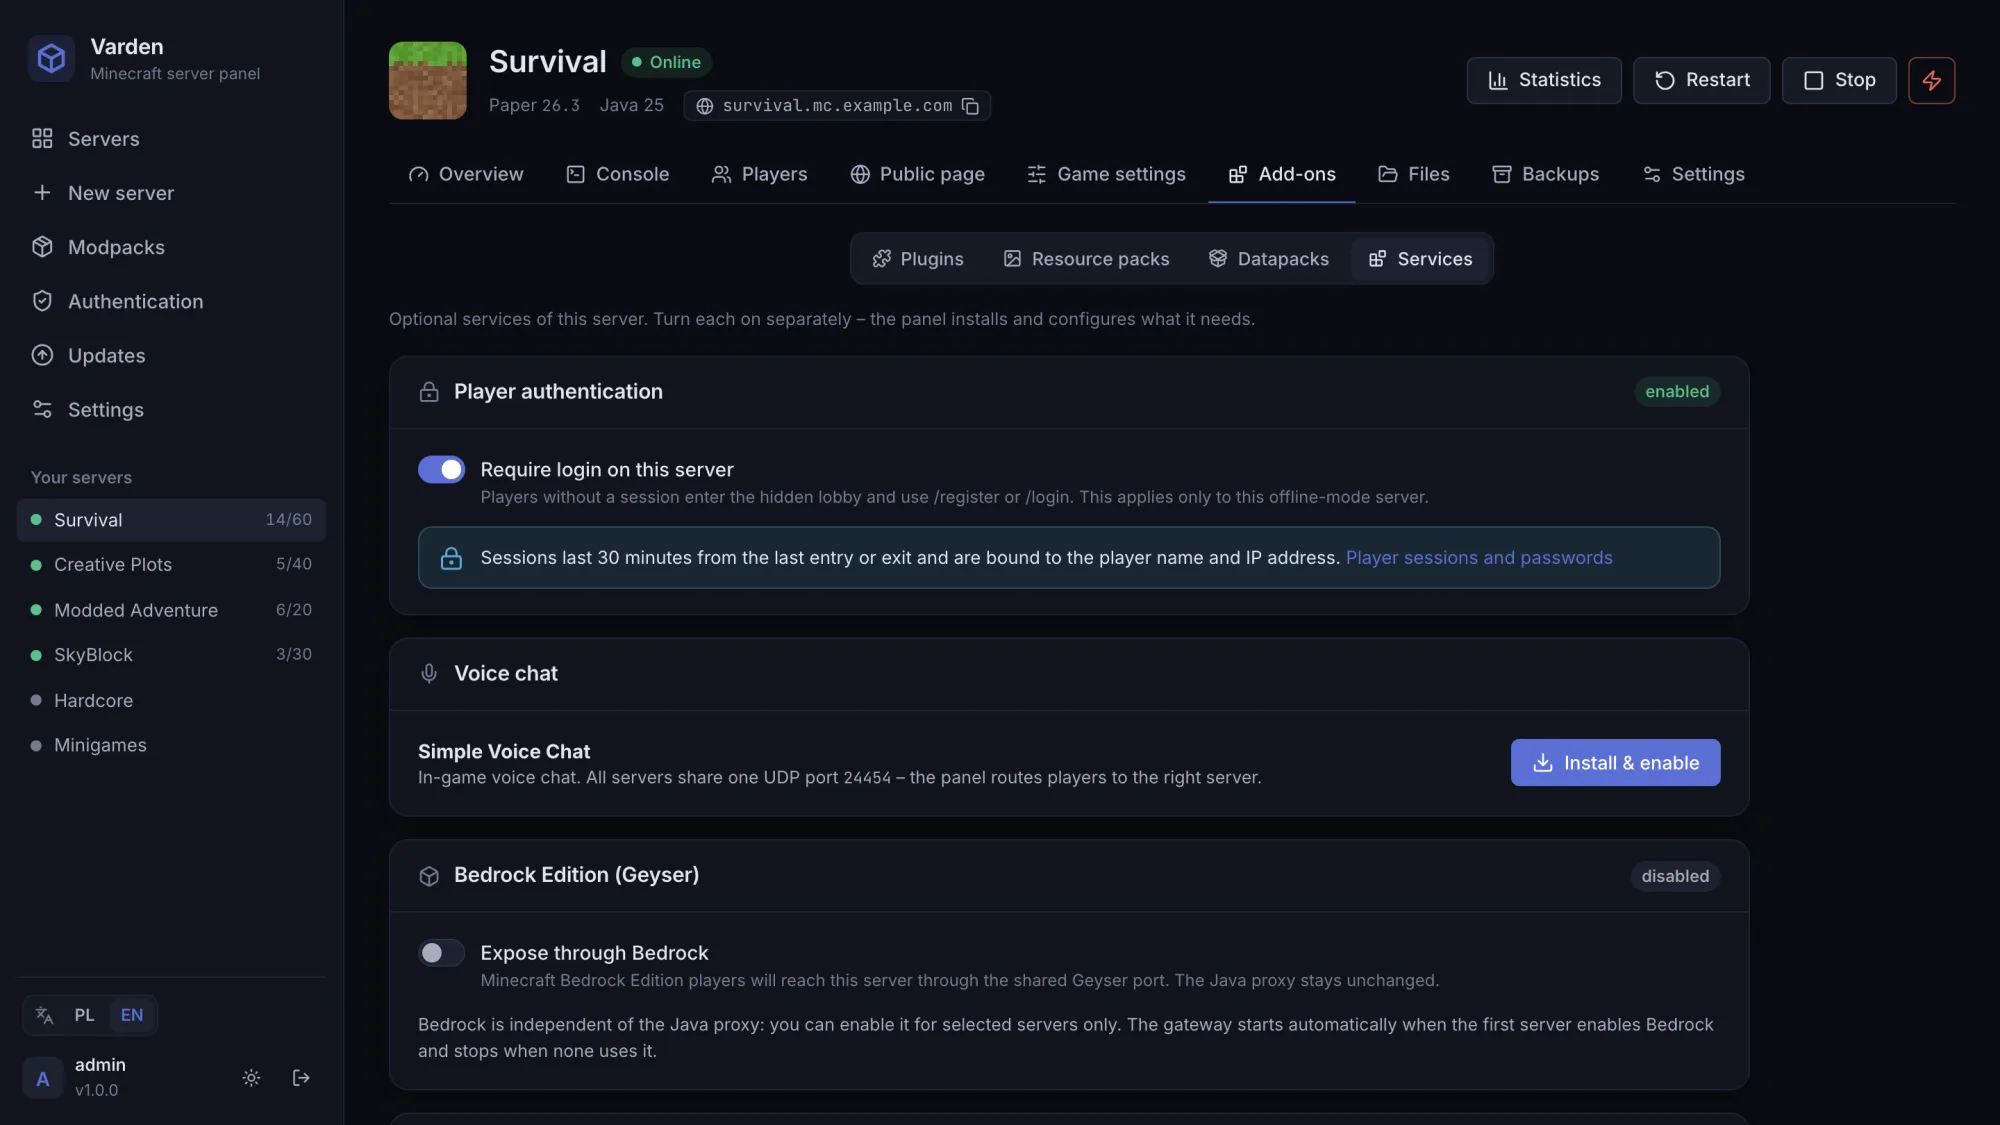 Varden
Minecraft server panel
Servers
New server
Modpacks
Authentication
Updates
Settings
Your servers
Survival 14/60
Creative Plots 5/40
Modded Adventure 6/20
SkyBlock 3/30
Hardcore
Minigames
PL EN
A
admin
v1.0.0
Survival
Online
Paper 26.3 Java 25 survival.mc.example.com
Statistics Restart Stop
Overview Console Players Public page Game settings Add-ons Files Backups Settings
Plugins Resource packs Datapacks Services
Optional services of this server. Turn each on separately – the panel installs and configures what it needs.
Player authentication
enabled
Require login on this server
Players without a session enter the hidden lobby and use /register or /login. This applies only to this offline-mode server.
Sessions last 30 minutes from the last entry or exit and are bound to the player name and IP address. Player sessions and passwords
Voice chat
Simple Voice Chat
In-game voice chat. All servers share one UDP port 24454 – the panel routes players to the right server.
Install & enable
Bedrock Edition (Geyser)
disabled
Expose through Bedrock
Minecraft Bedrock Edition players will reach this server through the shared Geyser port. The Java proxy stays unchanged.
Bedrock is independent of the Java proxy: you can enable it for selected servers only. The gateway starts automatically when the first server enables Bedrock
and stops when none uses it.